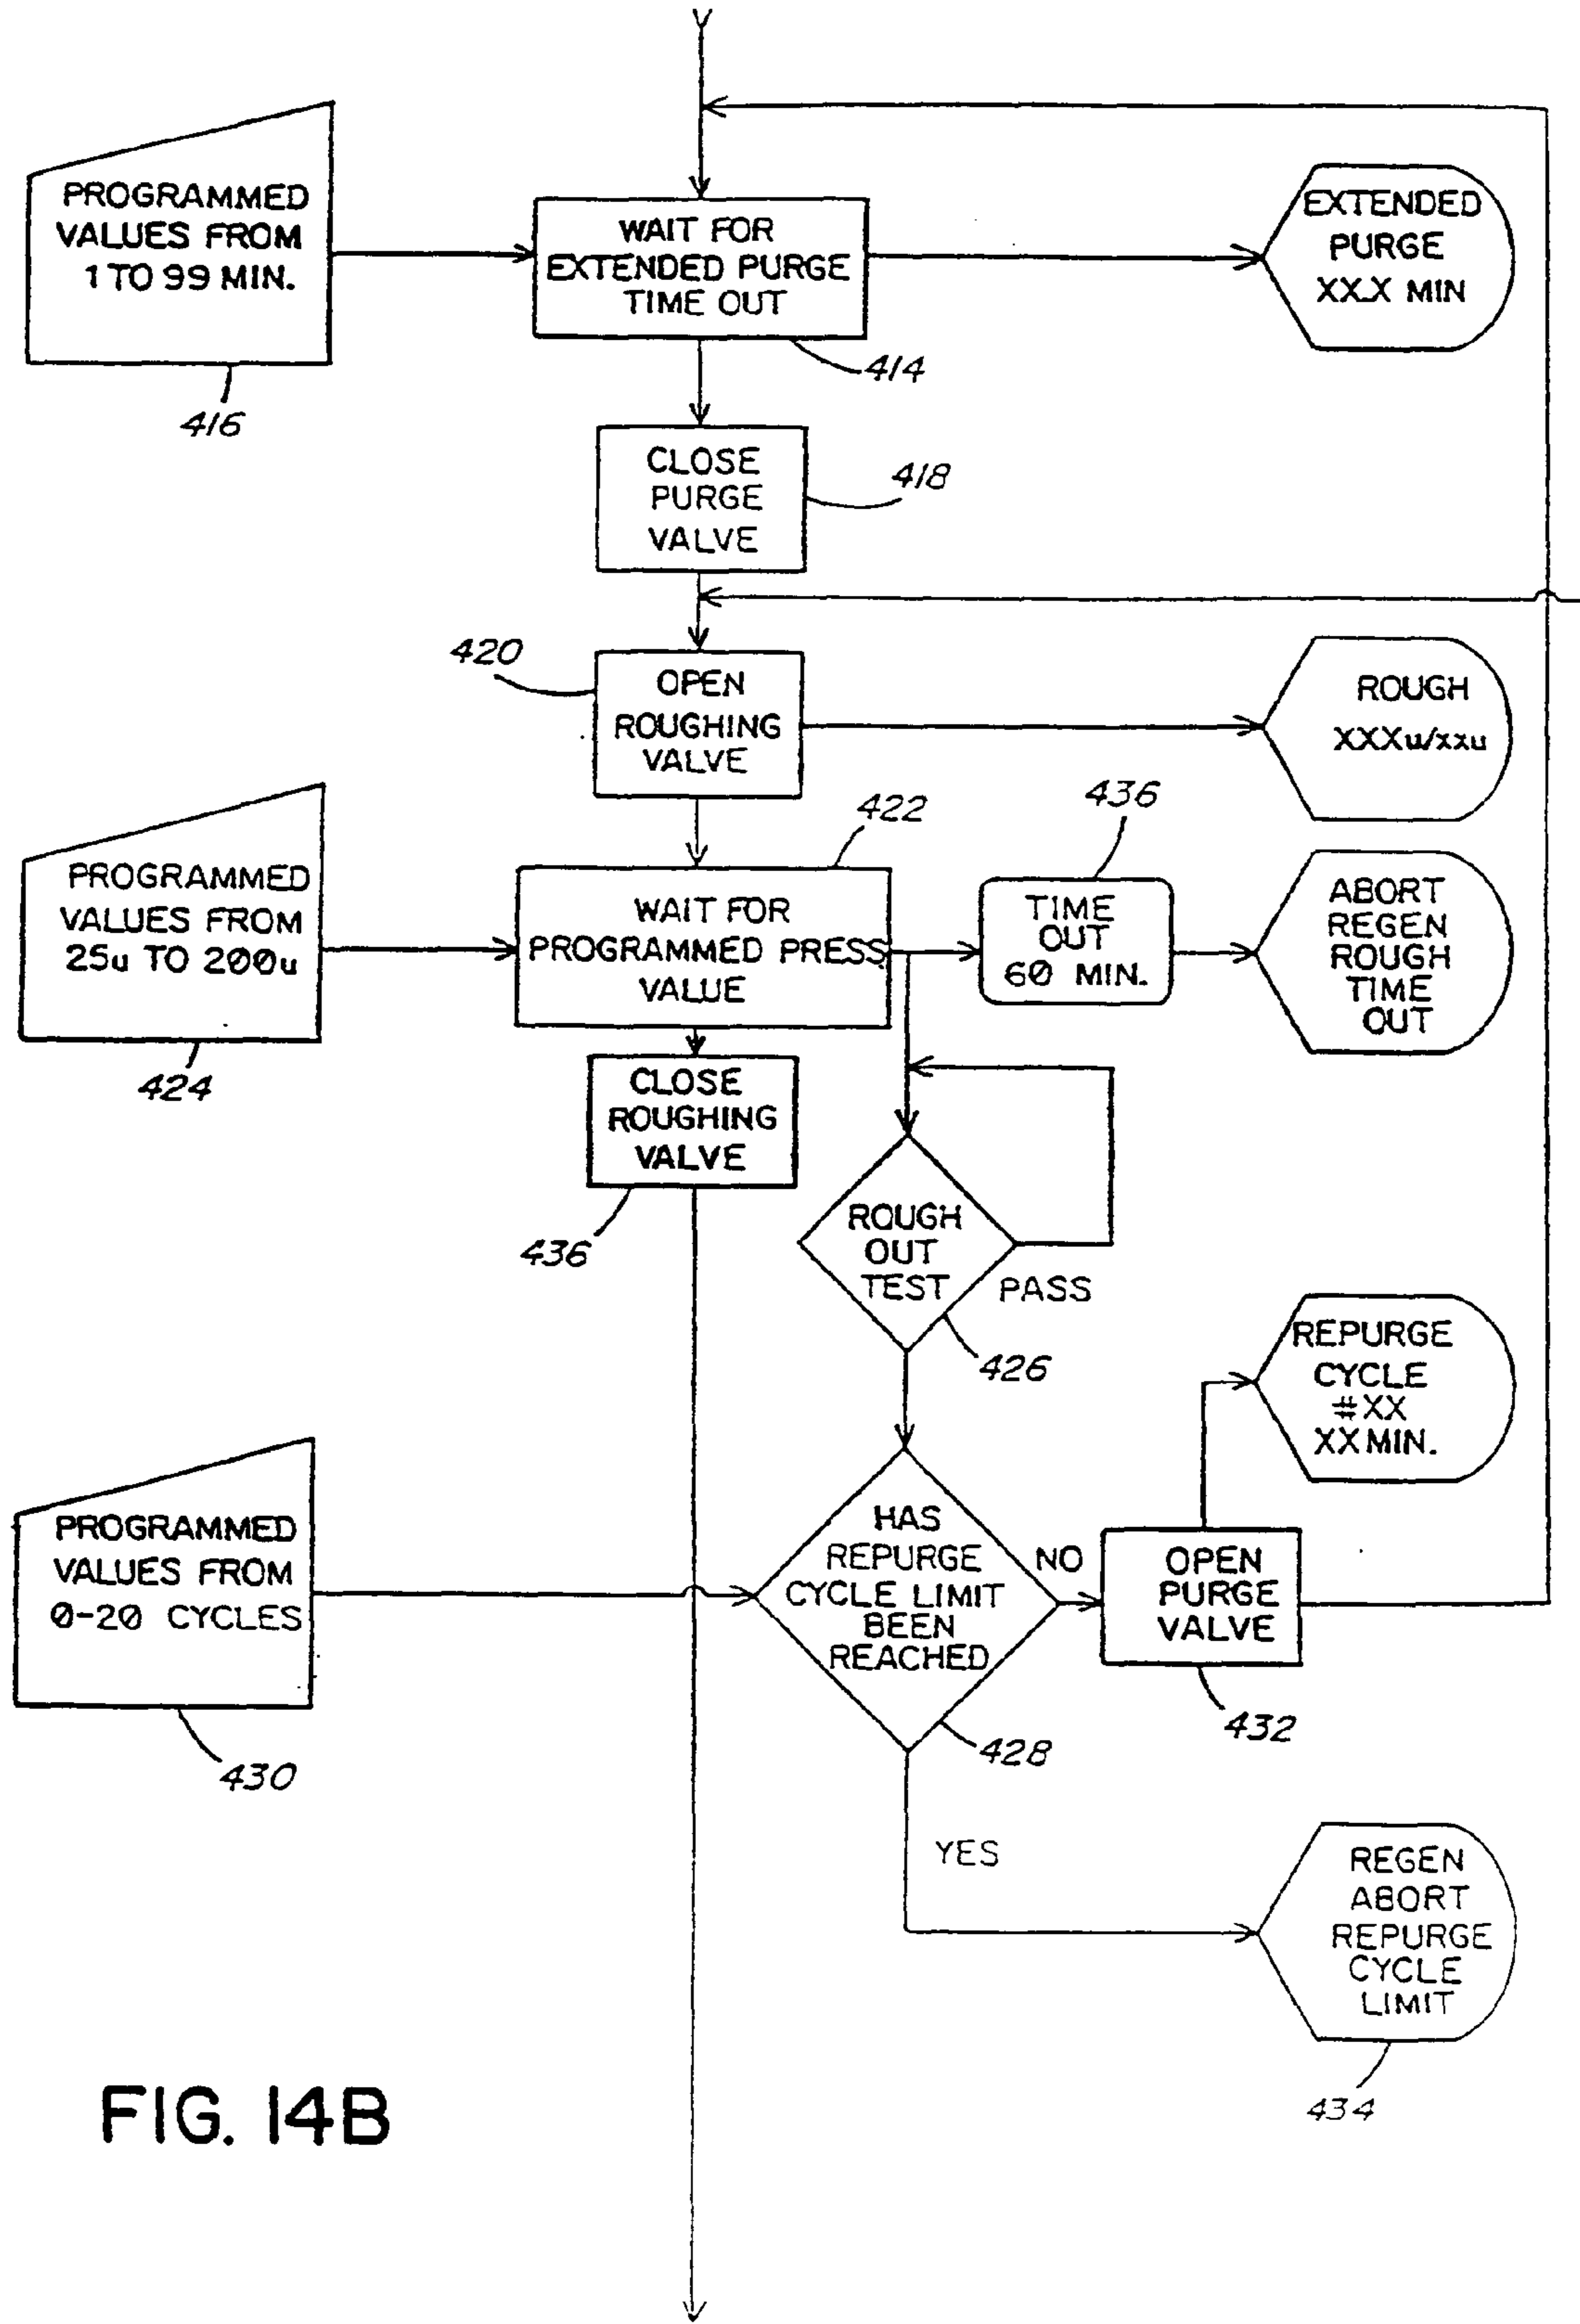 PROGRAMMED
VALUES FROM
1 TO 99 MIN.
416
WAIT FOR
EXTENDED PURGE
TIME OUT
414
EXTENDED
PURGE
XX.X MIN
CLOSE
PURGE
VALVE
418
420
OPEN
ROUGHING
VALVE
ROUGH
XXXu/xxu
PROGRAMMED
VALUES FROM
25u TO 200u
424
422
WAIT FOR
PROGRAMMED PRESS
VALUE
436
TIME
OUT
60 MIN.
ABORT
REGEN
ROUGH
TIME
OUT
CLOSE
ROUGHING
VALVE
436
ROUGH
OUT
TEST
PASS
426
REPURGE
CYCLE
#XX
XX MIN.
PROGRAMMED
VALUES FROM
0-20 CYCLES
430
HAS
REPURGE
CYCLE LIMIT
BEEN
REACHED
428
NO
OPEN
PURGE
VALVE
432
YES
REGEN
ABORT
REPURGE
CYCLE
LIMIT
434
FIG. 14B